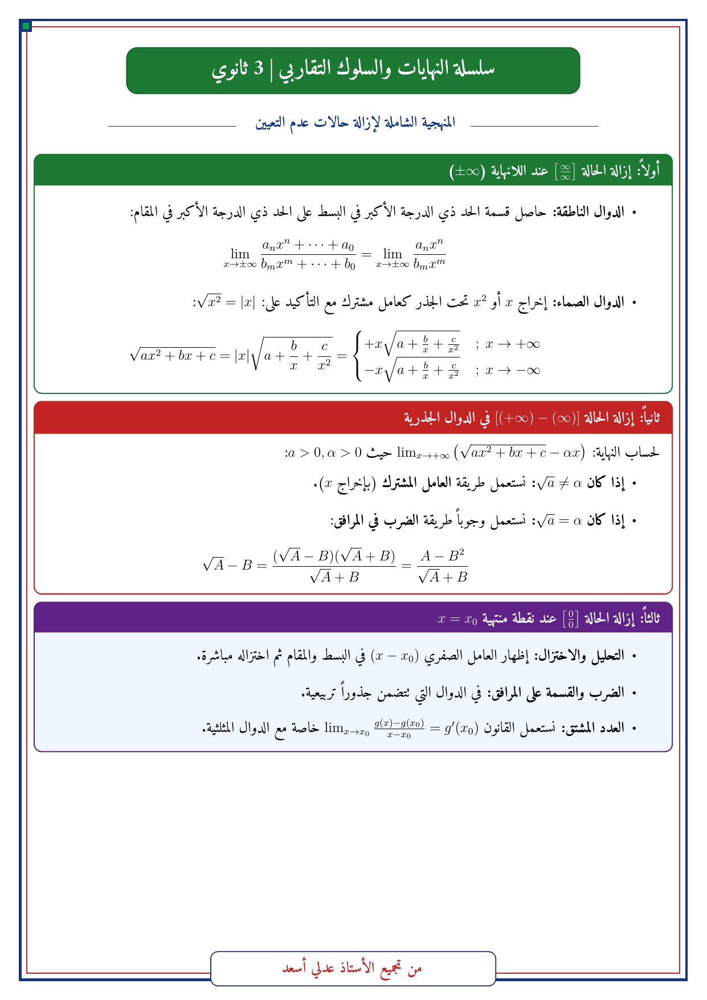 سلسلة النهايات والسلوك التقاربي | 3 ثانوي
المنهجية الشاملة لإزالة حالات عدم التعيين
أولاً: إزالة الحالة $\left[\frac{\infty}{\infty}\right]$ عند اللانهاية $(\pm\infty)$
• الدوال الناطقة: حاصل قسمة الحد ذي الدرجة الأكبر في البسط على الحد ذي الدرجة الأكبر في المقام:
$\lim_{x\to\pm\infty} \frac{a_n x^n + \cdots + a_0}{b_m x^m + \cdots + b_0} = \lim_{x\to\pm\infty} \frac{a_n x^n}{b_m x^m}$
• الدوال الصماء: إخراج $x$ أو $x^2$ تحت الجذر كعامل مشترك مع التأكيد على: $\sqrt{x^2} = |x|$:
$\sqrt{ax^2 + bx + c} = |x|\sqrt{a + \frac{b}{x} + \frac{c}{x^2}} = \begin{cases} +x\sqrt{a + \frac{b}{x} + \frac{c}{x^2}} & ;\ x \to +\infty \\ -x\sqrt{a + \frac{b}{x} + \frac{c}{x^2}} & ;\ x \to -\infty \end{cases}$
ثانياً: إزالة الحالة $[(+\infty) - (\infty)]$ في الدوال الجذرية
لحساب النهاية: $\lim_{x\to+\infty} \left(\sqrt{ax^2 + bx + c} - \alpha x\right)$ حيث $a > 0, \alpha > 0$:
• إذا كان $\sqrt{a} \neq \alpha$: نستعمل طريقة العامل المشترك (بإخراج $x$).
• إذا كان $\sqrt{a} = \alpha$: نستعمل وجوباً طريقة الضرب في المرافق:
$\sqrt{A} - B = \frac{(\sqrt{A} - B)(\sqrt{A} + B)}{\sqrt{A} + B} = \frac{A - B^2}{\sqrt{A} + B}$
ثالثاً: إزالة الحالة $\left[\frac{0}{0}\right]$ عند نقطة منتهية $x = x_0$
• التحليل والاختزال: إظهار العامل الصفري $(x - x_0)$ في البسط والمقام ثم اختزاله مباشرة.
• الضرب والقسمة على المرافق: في الدوال التي تتضمن جذوراً تربيعية.
• العدد المشتق: نستعمل القانون $\lim_{x\to x_0} \frac{g(x)-g(x_0)}{x-x_0} = g'(x_0)$ خاصة مع الدوال المثلثية.
من تجميع الأستاذ عدلي أسعد